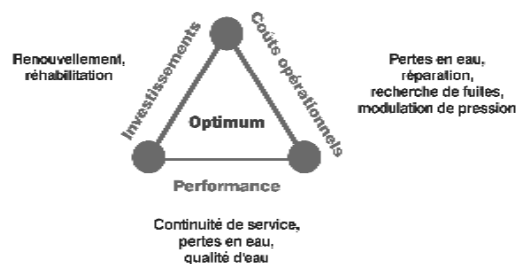 Renouvellement,
réhabilitation
Investissements
Coûts opérationnels
Pertes en eau,
réparation,
recherche de fuites,
modulation de pression
Optimum
Performance
Continuité de service,
pertes en eau,
qualité d'eau